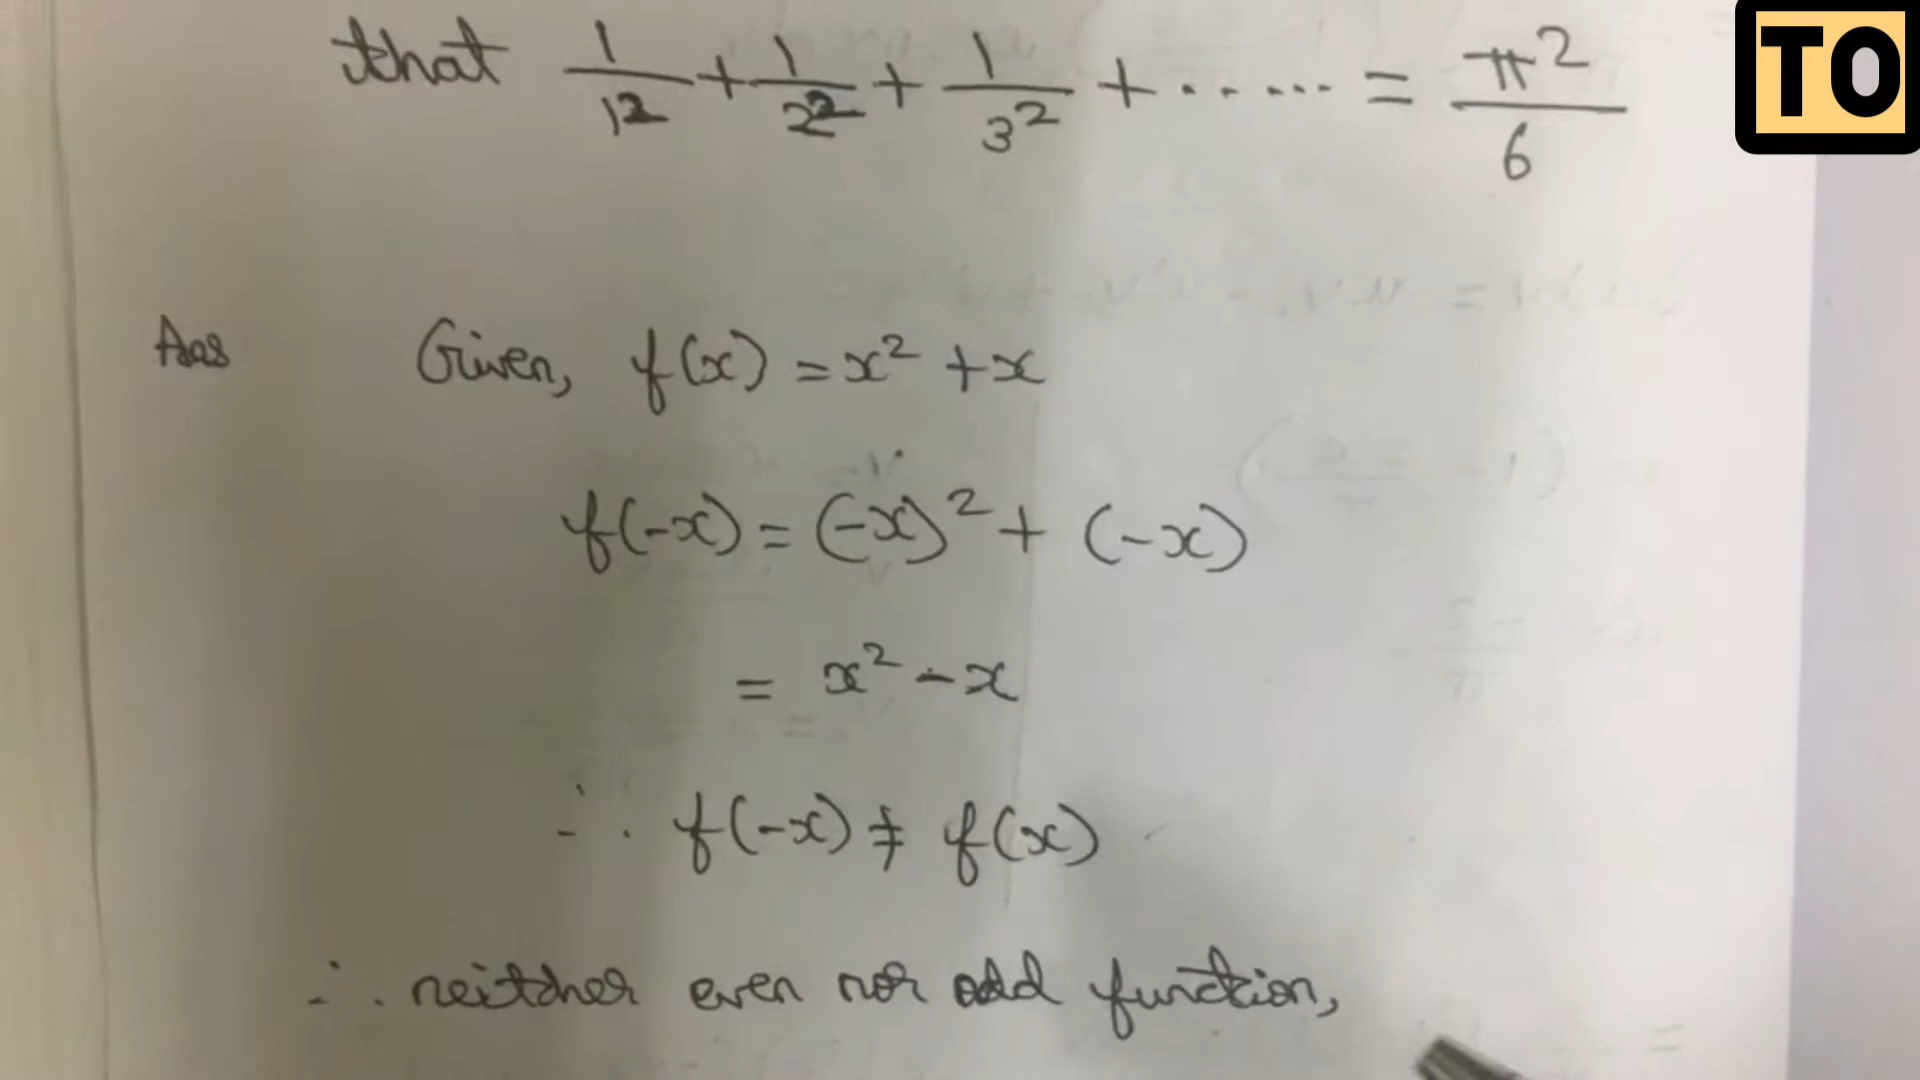 that 1/1² + 1/2² + 1/3² + ...... = π²/6
TO
Ans Given, f(x) = x² + x
f(-x) = (-x)² + (-x)
= x² - x
∴ f(-x) ≠ f(x)
∴ neither even nor odd function,